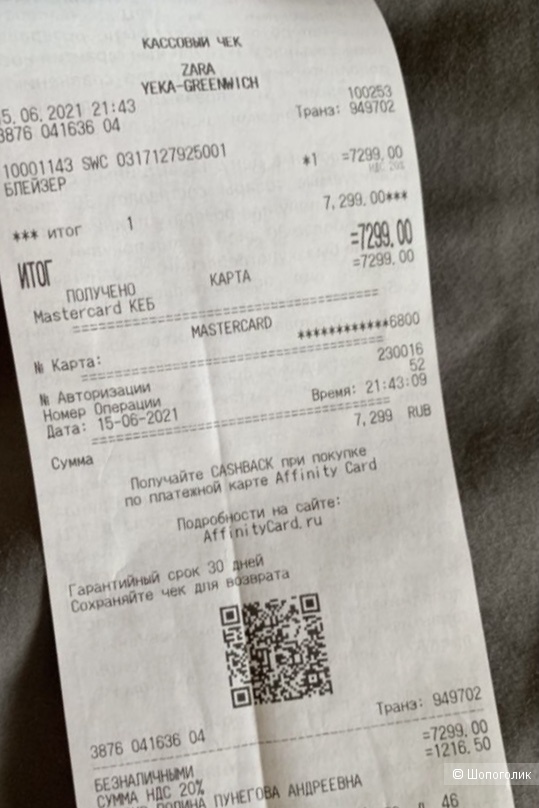 КАССОВЫЙ ЧЕК
ZARA
YEKA-GREENWICH
5.06.2021 21:43 100253
3876 041636 04 Транз: 949702
10001143 SWC 0317127925001 *1 =7299,00
БЛЕЙЗЕР НДС 20%
7,299.00***
*** итог 1
ИТОГ =7299,00
ПОЛУЧЕНО КАРТА =7299,00
Mastercard КЕБ
================================
MASTERCARD
№ Карта: ************6800
================================
№ Авторизации 230016
Номер Операции 52
Дата: 15-06-2021 Время: 21:43:09
================================
Сумма 7,299 RUB
Получайте CASHBACK при покупке
по платежной карте Affinity Card
Подробности на сайте:
AffinityCard.ru
Гарантийный срок 30 дней
Сохраняйте чек для возврата
3876 041636 04 Транз: 949702
БЕЗНАЛИЧНЫМИ =7299,00
СУММА НДС 20% =1216.50
ПУНЕГОВА АНДРЕЕВНА
д 46
© Шопоголик